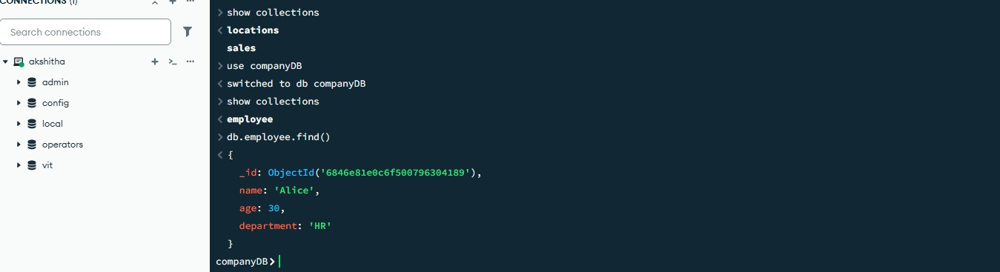 CONNECTIONS (1)
Search connections
akshitha
admin
config
local
operators
vit
> show collections
< locations
sales
> use companyDB
< switched to db companyDB
> show collections
< employee
> db.employee.find()
< {
_id: ObjectId('6846e81e0c6f500796304189'),
name: 'Alice',
age: 30,
department: 'HR'
}
companyDB>